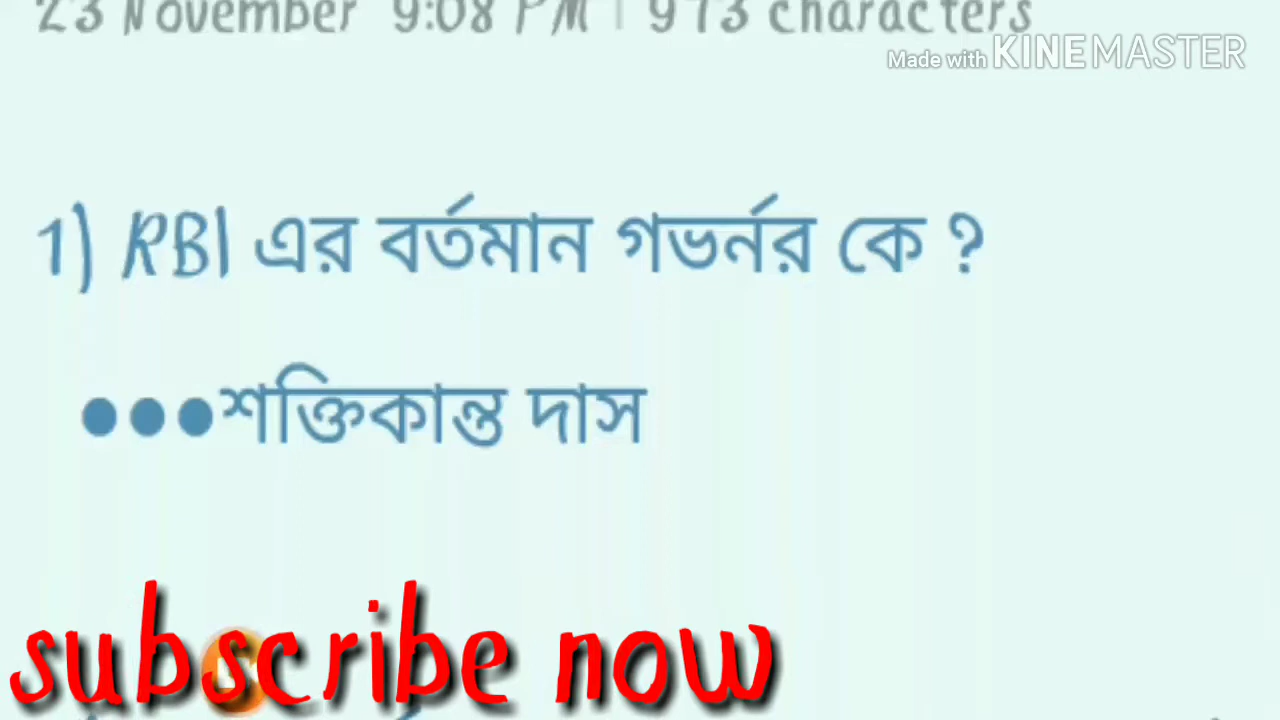 23 November 9:08 PM | 973 characters
Made with KINEMASTER
1) RBI এর বর্তমান গভর্নর কে ?
●●●শক্তিকান্ত দাস
subscribe now